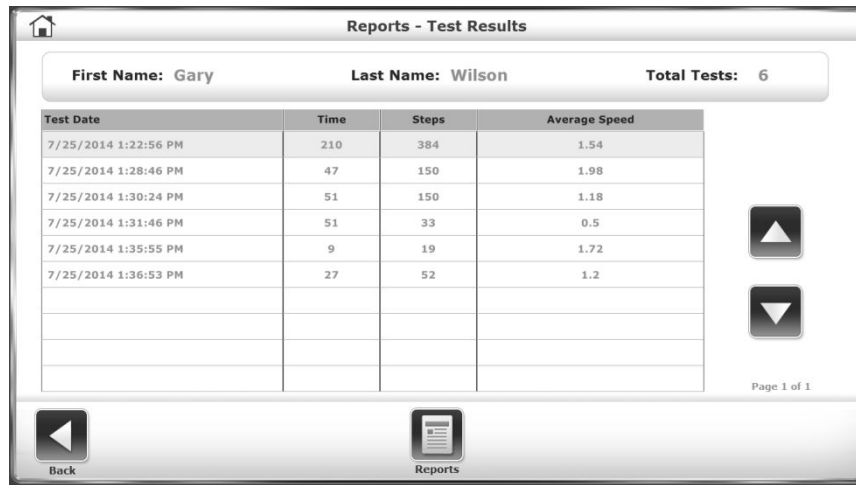 Reports - Test Results
First Name: Gary Last Name: Wilson Total Tests: 6
Test Date Time Steps Average Speed
7/25/2014 1:22:56 PM 210 384 1.54
7/25/2014 1:28:46 PM 47 150 1.98
7/25/2014 1:30:24 PM 51 150 1.18
7/25/2014 1:31:46 PM 51 33 0.5
7/25/2014 1:35:55 PM 9 19 1.72
7/25/2014 1:36:53 PM 27 52 1.2
Page 1 of 1
Back Reports